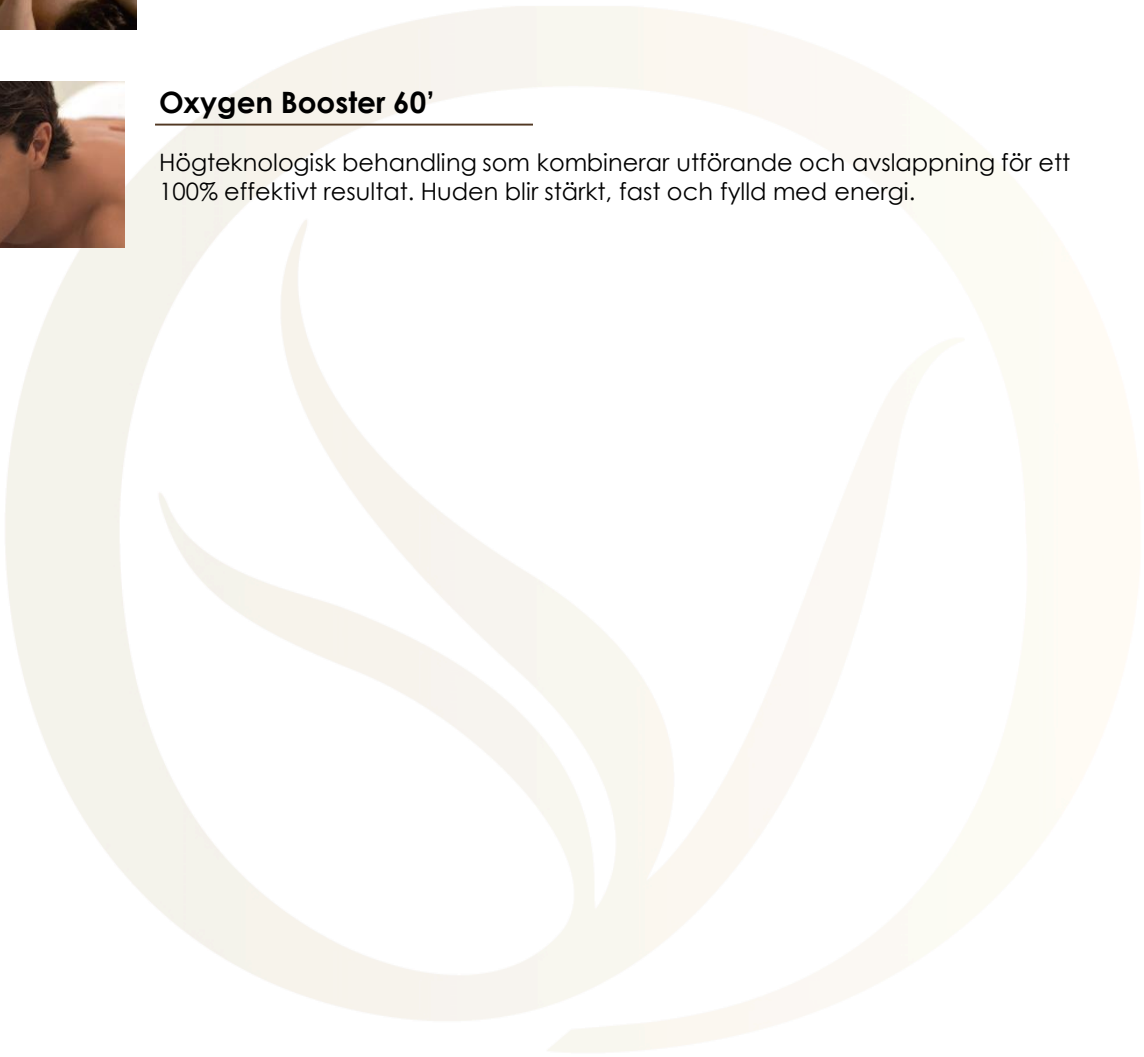 Oxygen Booster 60’
Högteknologisk behandling som kombinerar utförande och avslappning för ett
100% effektivt resultat. Huden blir stärkt, fast och fylld med energi.